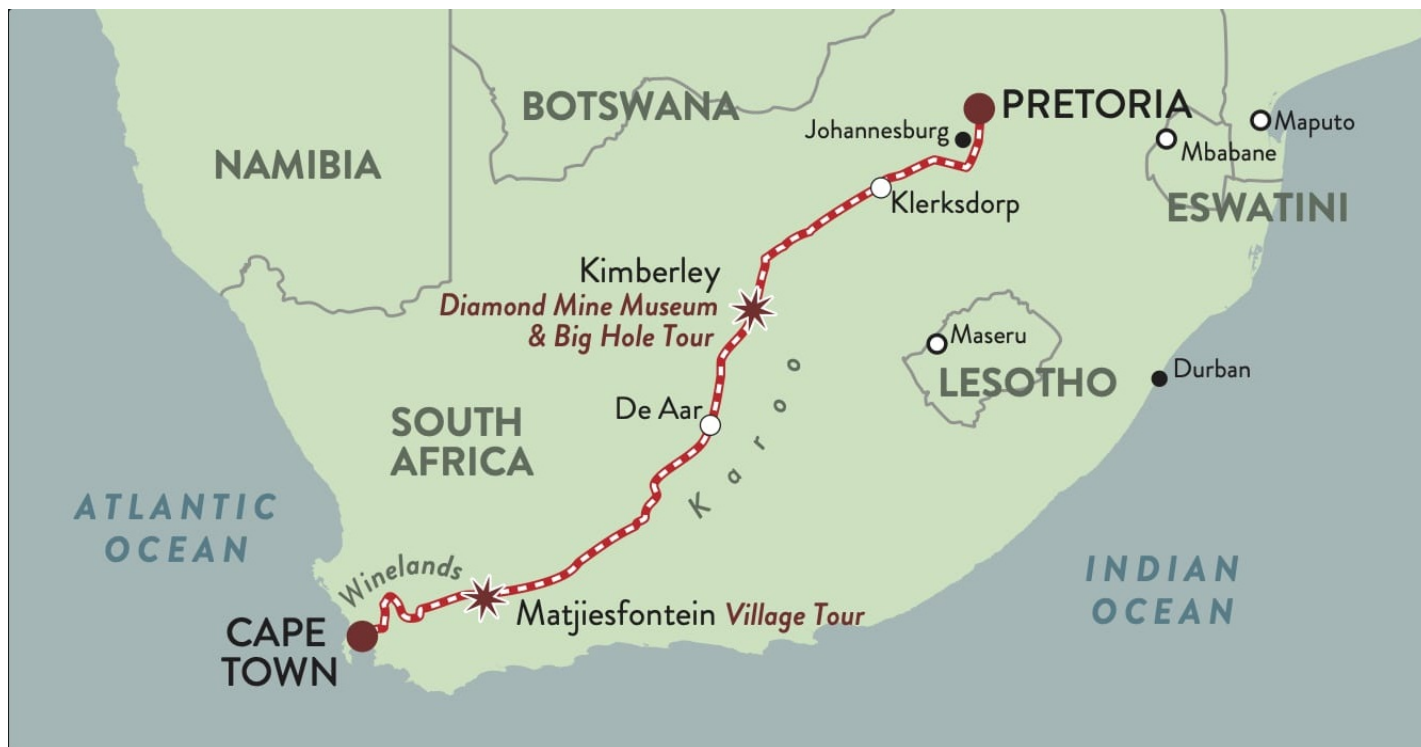 BOTSWANA
PRETORIA
Johannesburg
Maputo
Mbabane
NAMIBIA
Klerksdorp
ESWATINI
Kimberley
Diamond Mine Museum
& Big Hole Tour
Maseru
LESOTHO
Durban
De Aar
SOUTH
AFRICA
Karoo
ATLANTIC
OCEAN
Winelands
INDIAN
OCEAN
Matjiesfontein Village Tour
CAPE
TOWN